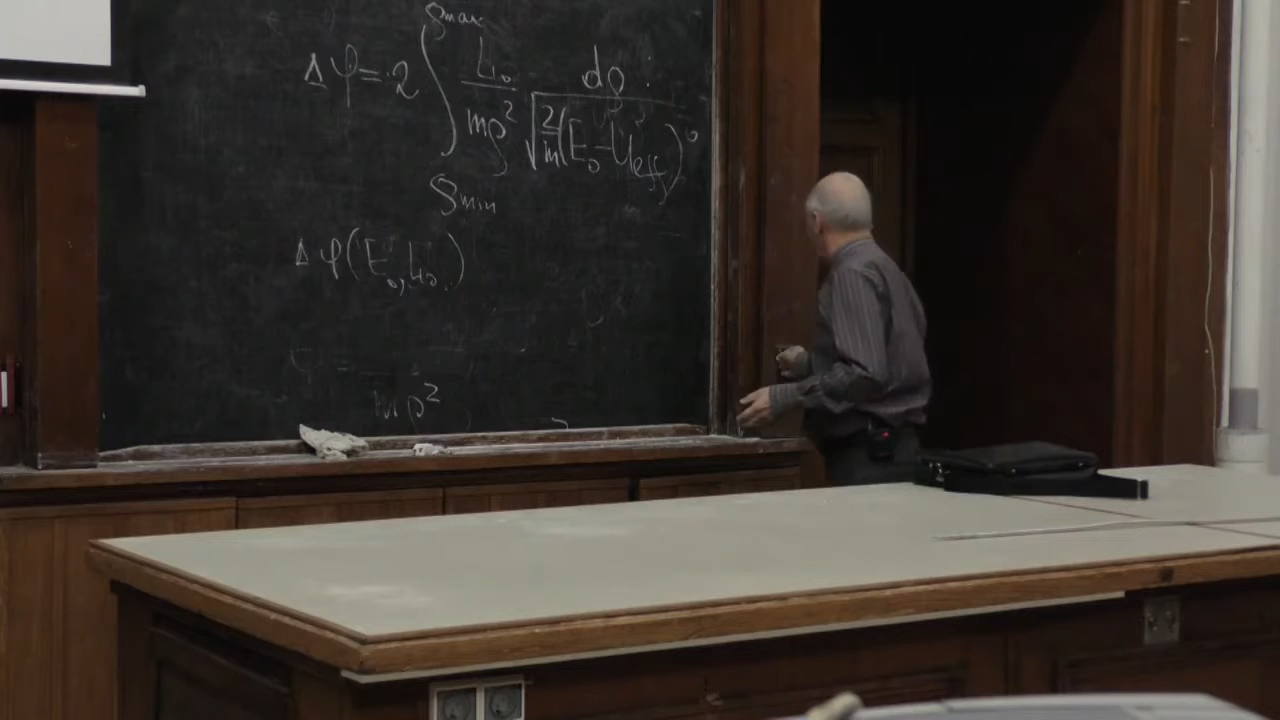 ρmax
Δφ = 2 ∫ L₀/mρ² dρ/√(2/m(E₀ − Ueff))
ρmin
Δφ(E₀, L₀)
mρ²